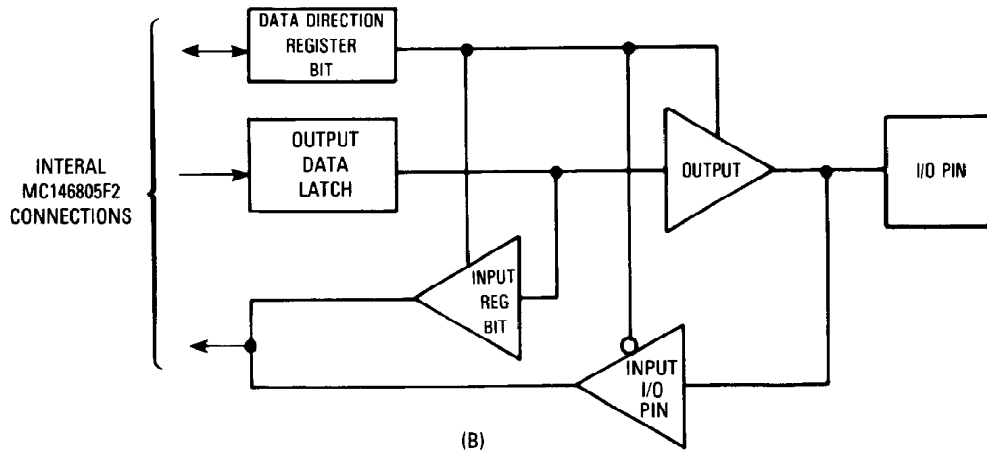 DATA DIRECTION
REGISTER
BIT
OUTPUT
DATA
LATCH
INTERAL
MC146805F2
CONNECTIONS
OUTPUT
I/O PIN
INPUT
REG
BIT
INPUT
I/O
PIN
(B)